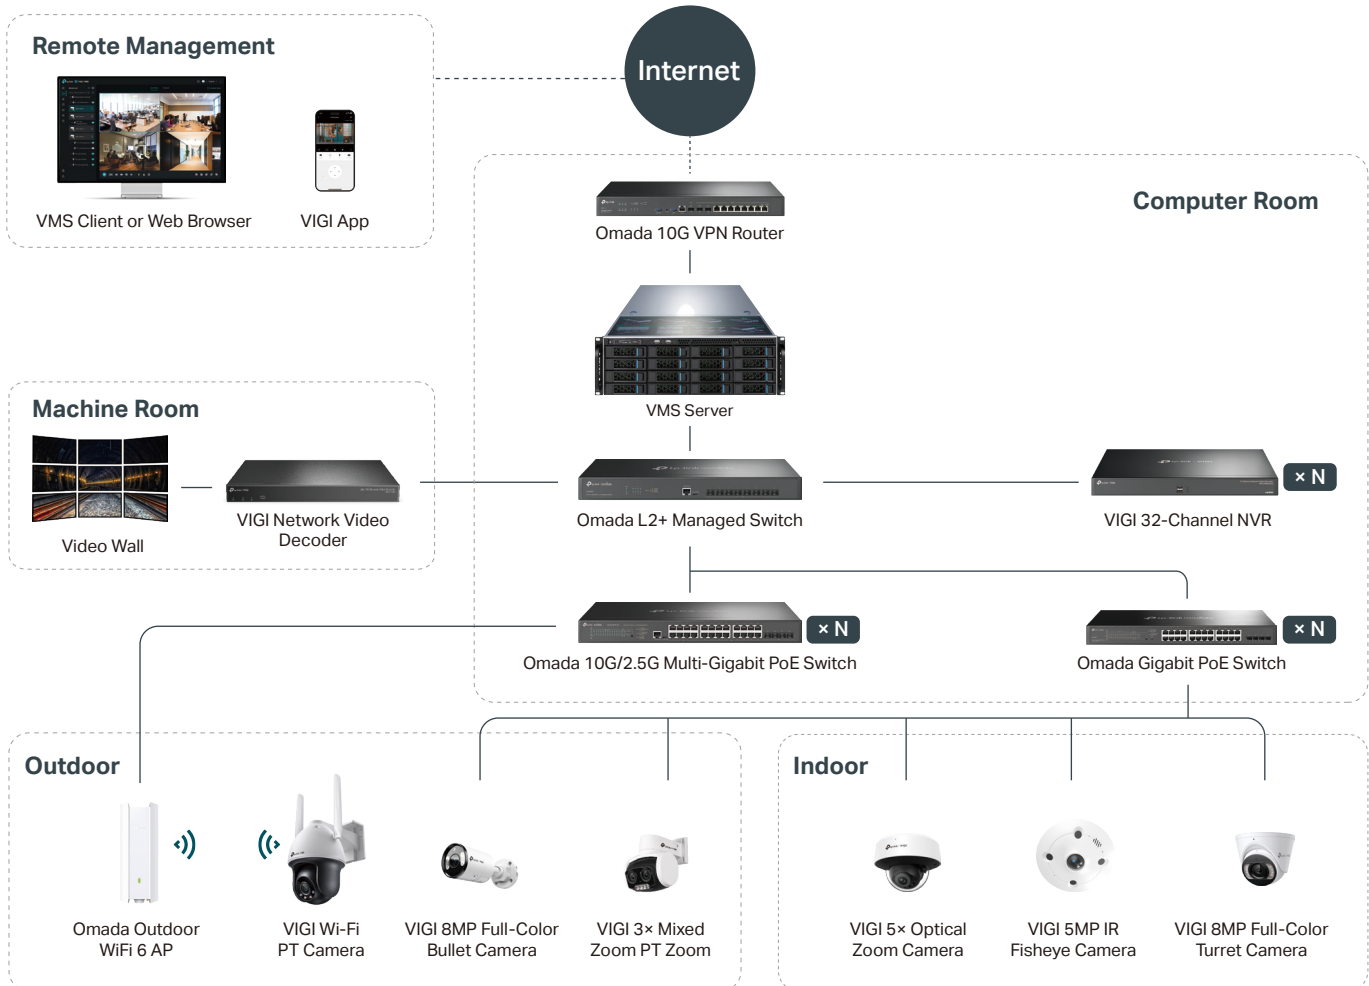 Remote Management
Internet
VMS Client or Web Browser
VIGI App
Computer Room
Omada 10G VPN Router
VMS Server
Machine Room
Video Wall
VIGI Network Video
Decoder
Omada L2+ Managed Switch
VIGI 32-Channel NVR
× N
Omada 10G/2.5G Multi-Gigabit PoE Switch
× N
Omada Gigabit PoE Switch
× N
Outdoor
Omada Outdoor
WiFi 6 AP
VIGI Wi-Fi
PT Camera
VIGI 8MP Full-Color
Bullet Camera
VIGI 3× Mixed
Zoom PT Zoom
Indoor
VIGI 5× Optical
Zoom Camera
VIGI 5MP IR
Fisheye Camera
VIGI 8MP Full-Color
Turret Camera